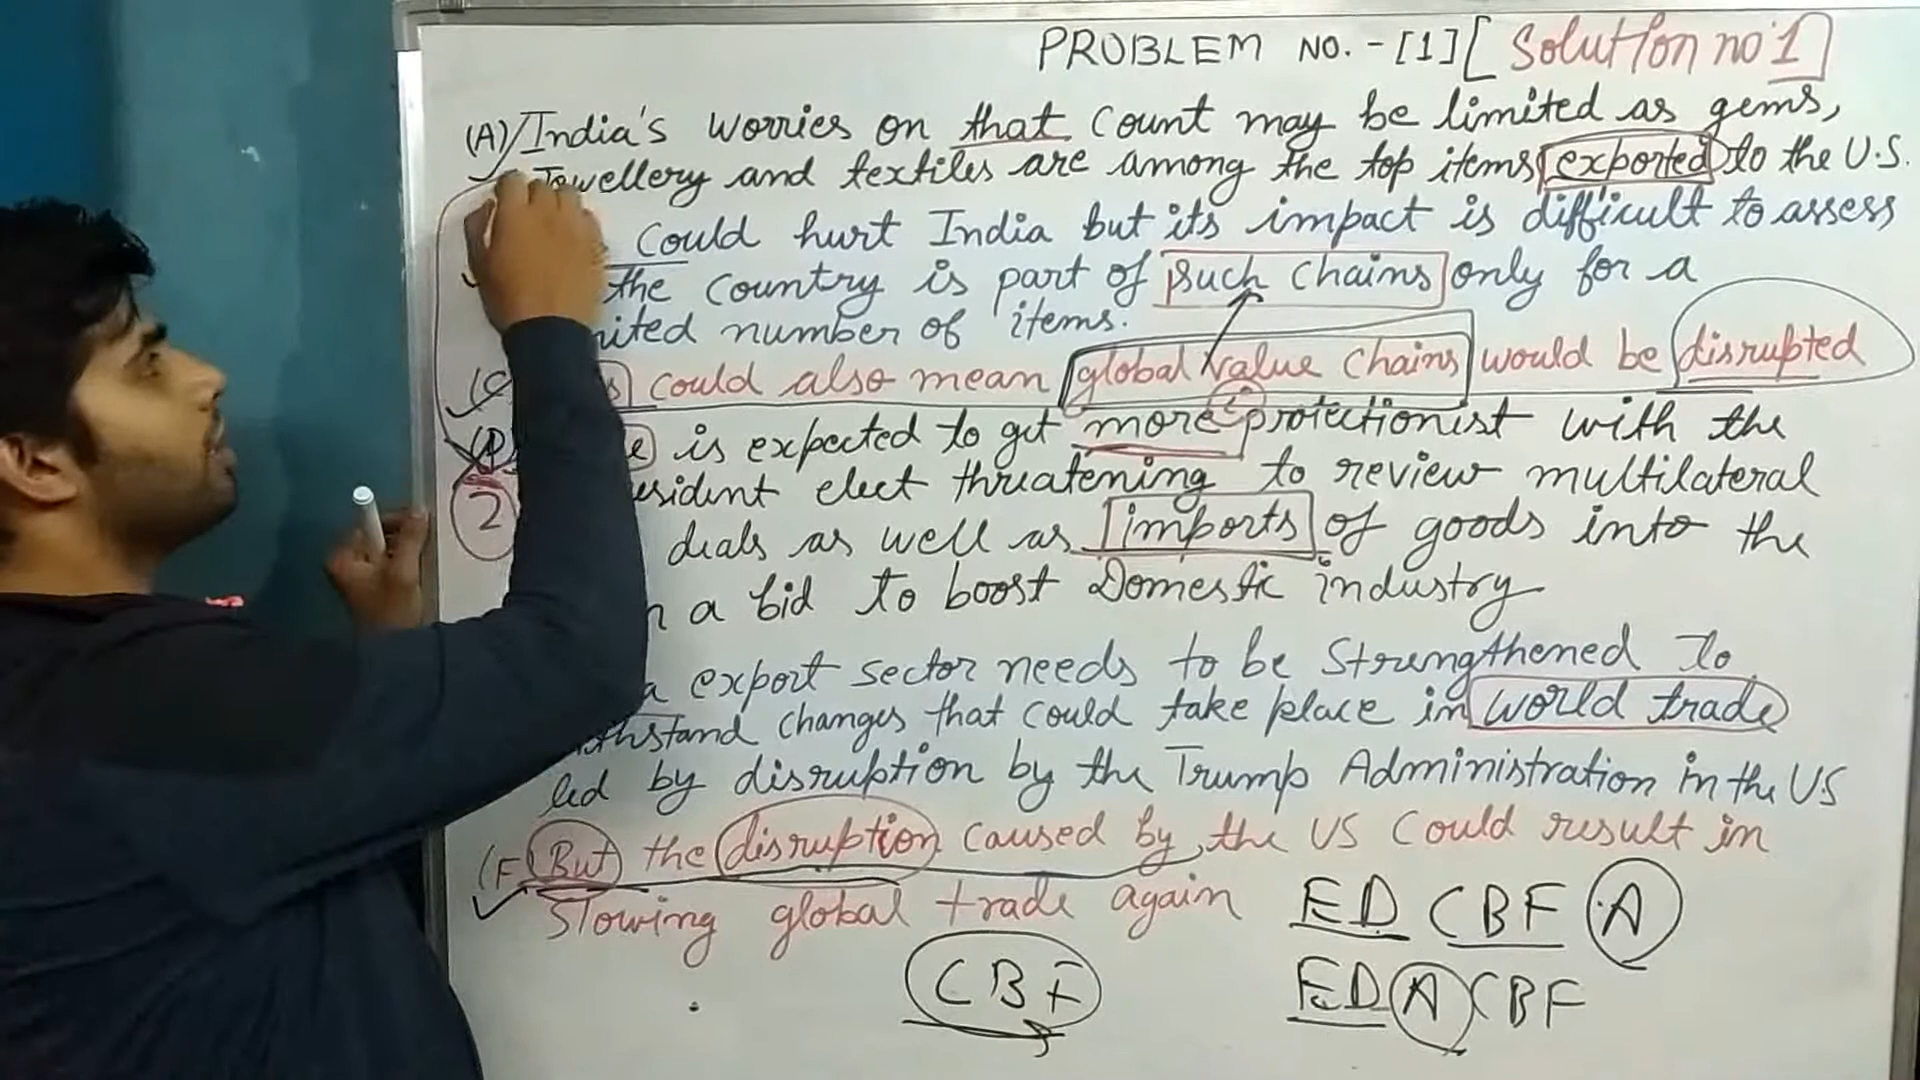 PROBLEM NO. - [1] [Solution no 1]
(A) India's worries on that count may be limited as gems,
Jewellery and textiles are among the top items exported to the U.S.
could hurt India but its impact is difficult to assess
the country is part of such chains only for a
number of items.
could also mean global value chains would be disrupted
is expected to get more protectionist with the
elect threatening to review multilateral
2
deals as well as imports of goods into the
a bid to boost Domestic industry
export sector needs to be Strengthened To
changes that could take place in world trade
led by disruption by the Trump Administration in the US
(F) But the disruption caused by the US could result in
Slowing global trade again
ED CBF A
CBF
ED A CBF